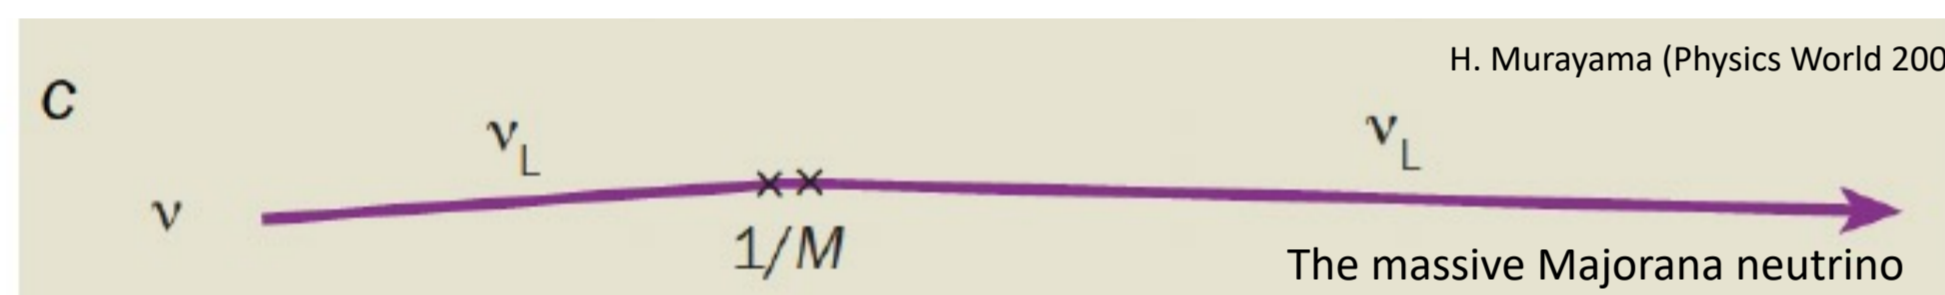 H. Murayama (Physics World 200
c
ν_L
ν_L
ν
××
1/M
The massive Majorana neutrino